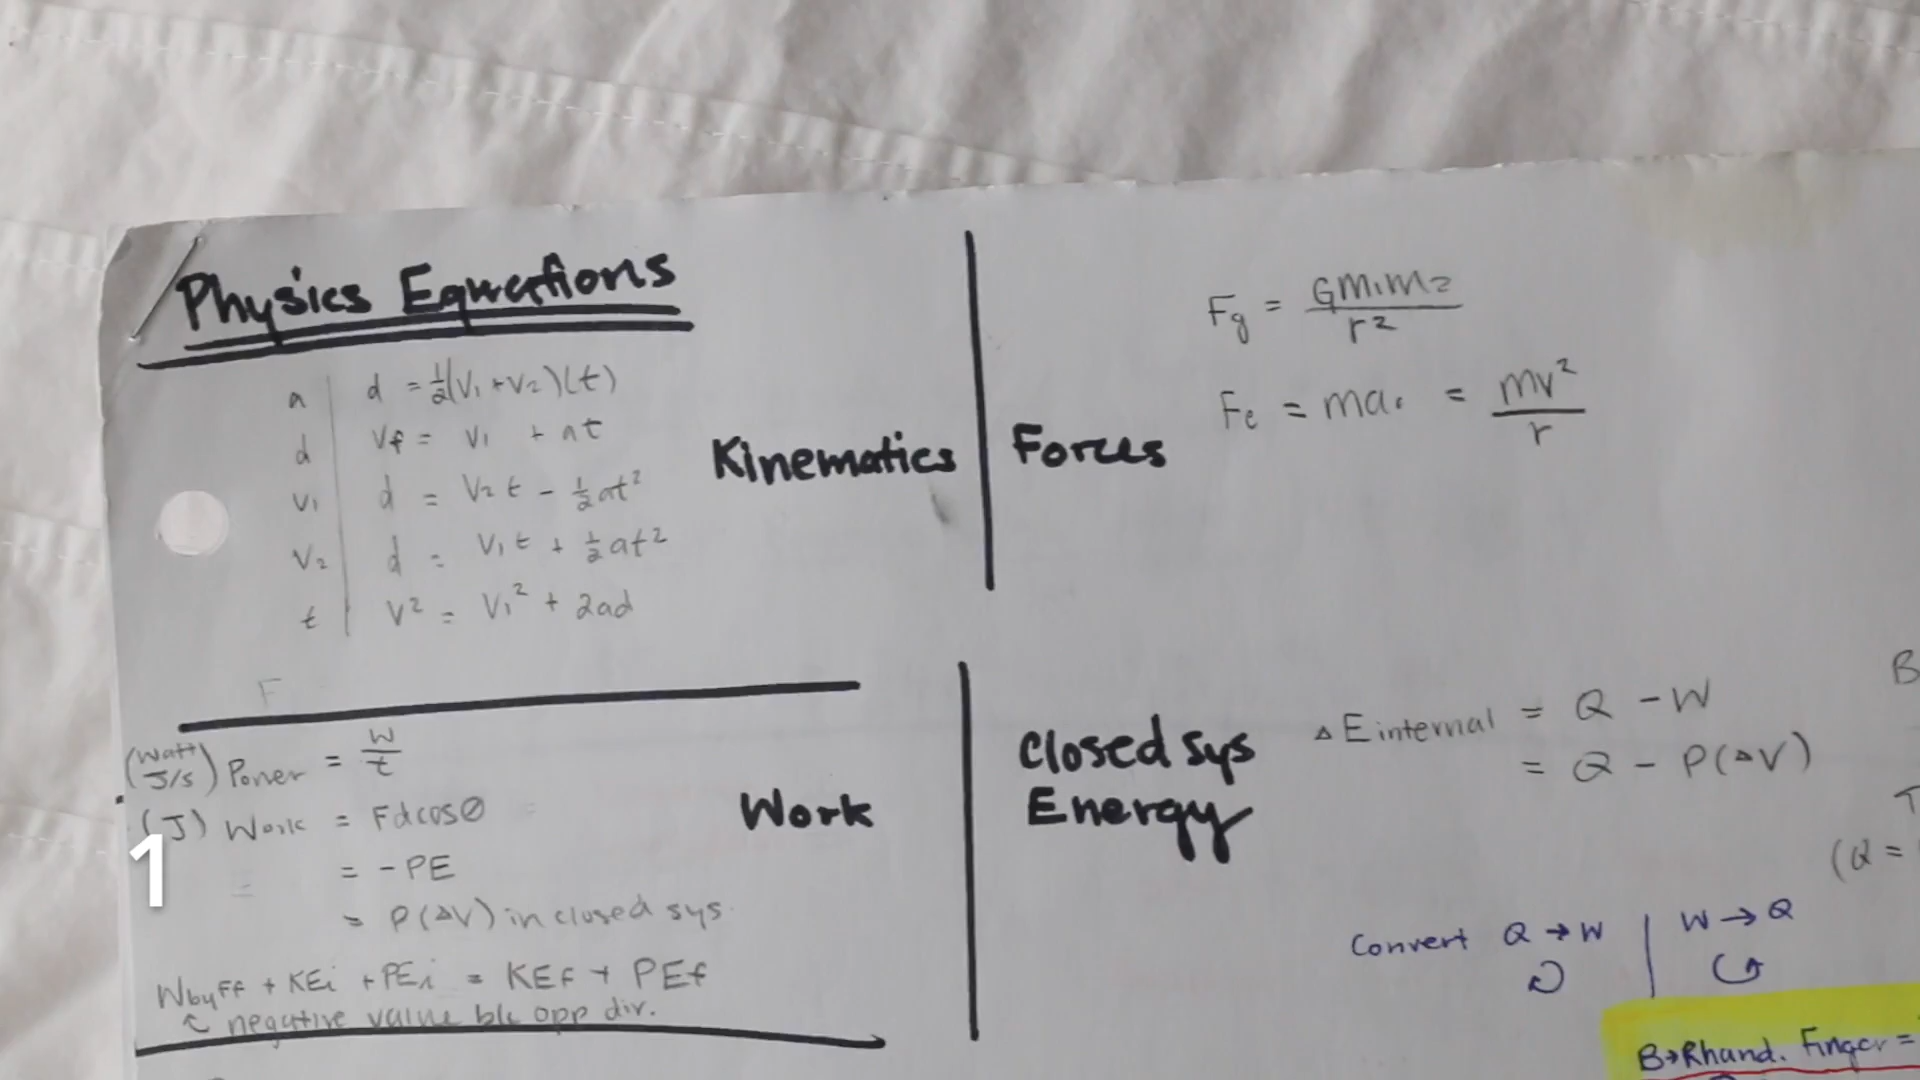 Physics Equations
a d = ½(V₁ + V₂)(t)
d Vf = V₁ + at
V₁ d = V₂t - ½at²
V₂ d = V₁t + ½at²
t V² = V₁² + 2ad
Kinematics
Forces
Fg = Gm₁m₂/r²
Fc = mac = mv²/r
F
(Watt J/s) Power = W/t
(J) Work = Fdcosθ
= -PE
= P(ΔV) in closed sys.
Wbyff + KEi + PEi = KEf + PEf
negative value b/c opp dir.
Work
1
Closed Sys
Energy
ΔEinternal = Q - W
= Q - P(ΔV)
B
T
(Q =
Convert Q → W | W → Q
B→Rhand. Finger =